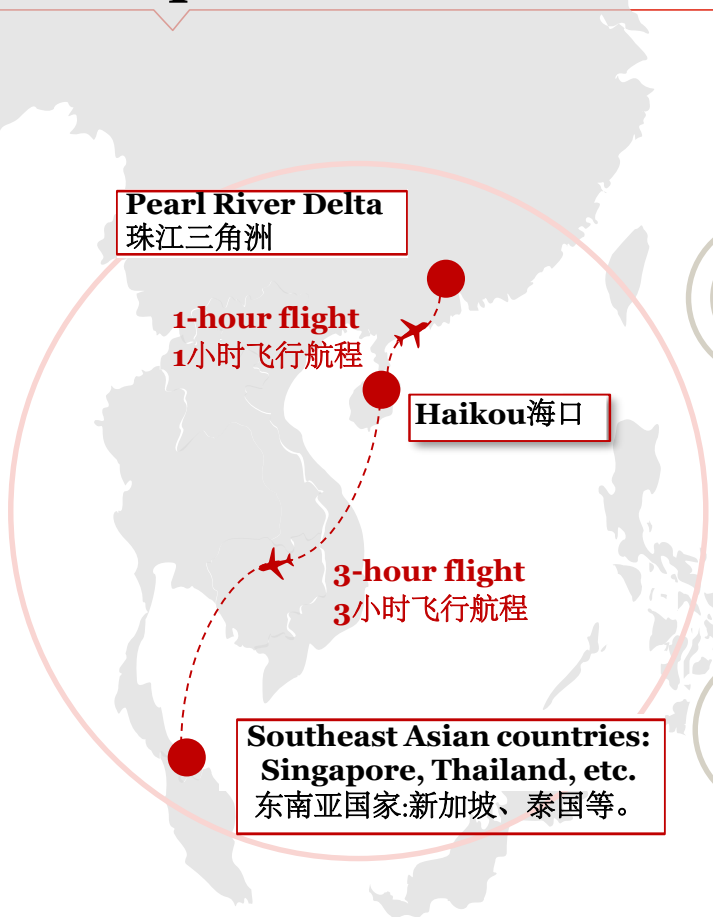 Pearl River Delta
珠江三角洲
1-hour flight
1小时飞行航程
Haikou海口
3-hour flight
3小时飞行航程
Southeast Asian countries:
Singapore, Thailand, etc.
东南亚国家:新加坡、泰国等。